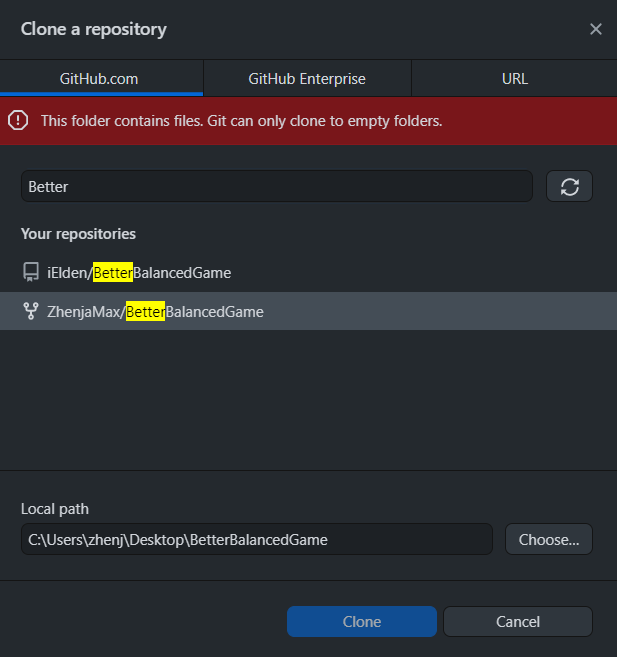 Clone a repository
GitHub.com
GitHub Enterprise
URL
This folder contains files. Git can only clone to empty folders.
Better
Your repositories
iElden/BetterBalancedGame
ZhenjaMax/BetterBalancedGame
Local path
C:\Users\zhenj\Desktop\BetterBalancedGame
Choose...
Clone
Cancel